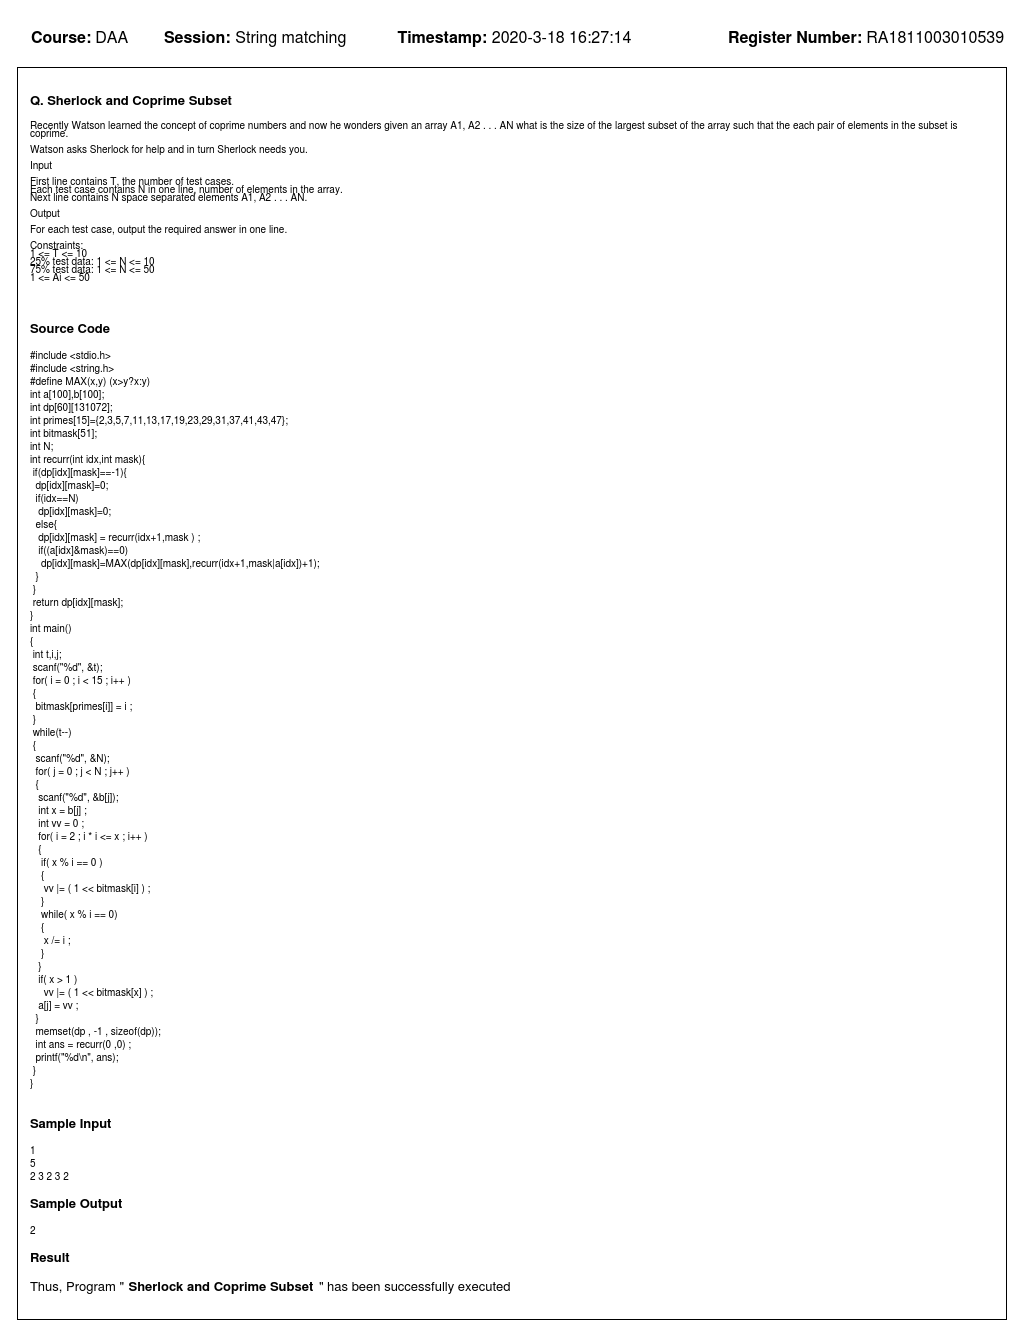 Course: DAA Session: String matching Timestamp: 2020-3-18 16:27:14 Register Number: RA1811003010539
Q. Sherlock and Coprime Subset
Recently Watson learned the concept of coprime numbers and now he wonders given an array A1, A2 . . . AN what is the size of the largest subset of the array such that the each pair of elements in the subset is
coprime.
Watson asks Sherlock for help and in turn Sherlock needs you.
Input
First line contains T, the number of test cases.
Each test case contains N in one line, number of elements in the array.
Next line contains N space separated elements A1, A2 . . . AN.
Output
For each test case, output the required answer in one line.
Constraints:
1 <= T <= 10
25% test data: 1 <= N <= 10
75% test data: 1 <= N <= 50
1 <= Ai <= 50
Source Code
#include <stdio.h>
#include <string.h>
#define MAX(x,y) (x>y?x:y)
int a[100],b[100];
int dp[60][131072];
int primes[15]={2,3,5,7,11,13,17,19,23,29,31,37,41,43,47};
int bitmask[51];
int N;
int recurr(int idx,int mask){
if(dp[idx][mask]==-1){
dp[idx][mask]=0;
if(idx==N)
dp[idx][mask]=0;
else{
dp[idx][mask] = recurr(idx+1,mask ) ;
if((a[idx]&mask)==0)
dp[idx][mask]=MAX(dp[idx][mask],recurr(idx+1,mask|a[idx])+1);
}
}
return dp[idx][mask];
}
int main()
{
int t,i,j;
scanf("%d", &t);
for( i = 0 ; i < 15 ; i++ )
{
bitmask[primes[i]] = i ;
}
while(t--)
{
scanf("%d", &N);
for( j = 0 ; j < N ; j++ )
{
scanf("%d", &b[j]);
int x = b[j] ;
int vv = 0 ;
for( i = 2 ; i * i <= x ; i++ )
{
if( x % i == 0 )
{
vv |= ( 1 << bitmask[i] ) ;
}
while( x % i == 0)
{
x /= i ;
}
}
if( x > 1 )
vv |= ( 1 << bitmask[x] ) ;
a[j] = vv ;
}
memset(dp , -1 , sizeof(dp));
int ans = recurr(0 ,0) ;
printf("%d\n", ans);
}
}
Sample Input
1
5
2 3 2 3 2
Sample Output
2
Result
Thus, Program " Sherlock and Coprime Subset " has been successfully executed